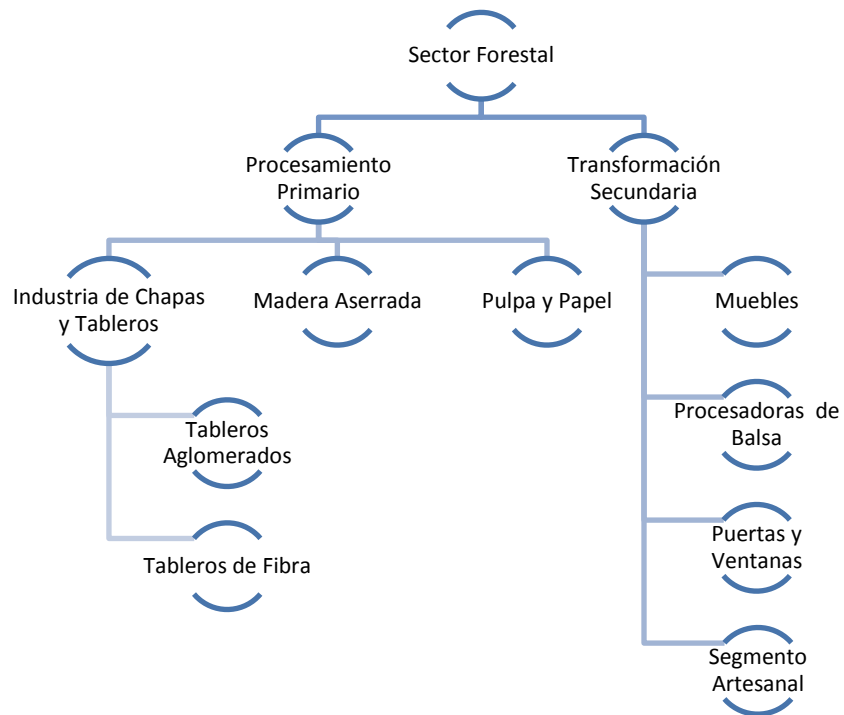 Sector Forestal
Procesamiento
Primario
Transformación
Secundaria
Industria de Chapas
y Tableros
Madera Aserrada
Pulpa y Papel
Muebles
Tableros
Aglomerados
Procesadoras de
Balsa
Tableros de Fibra
Puertas y
Ventanas
Segmento
Artesanal